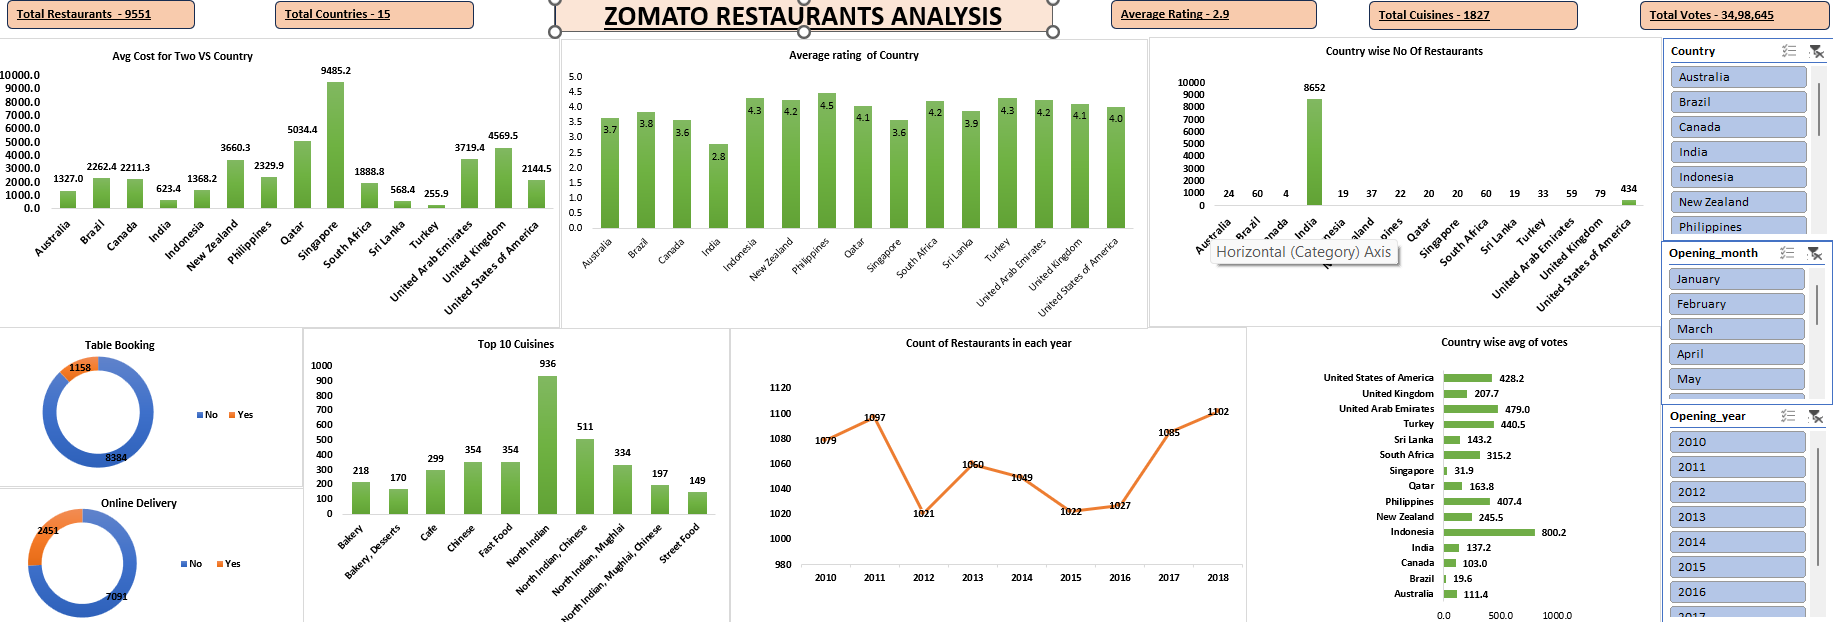 Total Restaurants - 9551
Total Countries - 15
ZOMATO RESTAURANTS ANALYSIS
Average Rating - 2.9
Total Cuisines - 1827
Total Votes - 34,98,645
Avg Cost for Two VS Country
10000.0
9000.0
8000.0
7000.0
6000.0
5000.0
4000.0
3000.0
2000.0
1000.0
0.0
1327.0
2262.4
2211.3
623.4
1368.2
3660.3
2329.9
5034.4
9485.2
1888.8
568.4
255.9
3719.4
4569.5
2144.5
Australia
Brazil
Canada
India
Indonesia
New Zealand
Philippines
Qatar
Singapore
South Africa
Sri Lanka
Turkey
United Arab Emirates
United Kingdom
United States of America
Average rating of Country
5.0
4.5
4.0
3.5
3.0
2.5
2.0
1.5
1.0
0.5
0.0
3.7
3.8
3.6
2.8
4.3
4.2
4.5
4.1
3.6
4.2
3.9
4.3
4.2
4.1
4.0
Australia
Brazil
Canada
India
Indonesia
New Zealand
Philippines
Qatar
Singapore
South Africa
Sri Lanka
Turkey
United Arab Emirates
United Kingdom
United States of America
Country wise No Of Restaurants
10000
9000
8000
7000
6000
5000
4000
3000
2000
1000
0
24
60
4
8652
19
37
22
20
20
60
19
33
59
79
434
Australia
Brazil
nada
India
nesia
aland
pines
Qatar
Singapore
South Africa
Sri Lanka
Turkey
United Arab Emirates
United Kingdom
United States of America
Horizontal (Category) Axis
Country
Australia
Brazil
Canada
India
Indonesia
New Zealand
Philippines
Opening_month
January
February
March
April
May
Opening_year
2010
2011
2012
2013
2014
2015
2016
2017
Table Booking
1158
8384
No
Yes
Online Delivery
2451
7091
No
Yes
Top 10 Cuisines
1000
900
800
700
600
500
400
300
200
100
0
218
170
299
354
354
936
511
334
197
149
Bakery
Bakery, Desserts
Cafe
Chinese
Fast Food
North Indian
North Indian, Chinese
North Indian, Mughlai
North Indian, Mughlai, Chinese
Street Food
Count of Restaurants in each year
1120
1100
1080
1060
1040
1020
1000
980
1079
1097
1021
1060
1049
1022
1027
1085
1102
2010
2011
2012
2013
2014
2015
2016
2017
2018
Country wise avg of votes
United States of America 428.2
United Kingdom 207.7
United Arab Emirates 479.0
Turkey 440.5
Sri Lanka 143.2
South Africa 315.2
Singapore 31.9
Qatar 163.8
Philippines 407.4
New Zealand 245.5
Indonesia 800.2
India 137.2
Canada 103.0
Brazil 19.6
Australia 111.4
0.0 500.0 1000.0